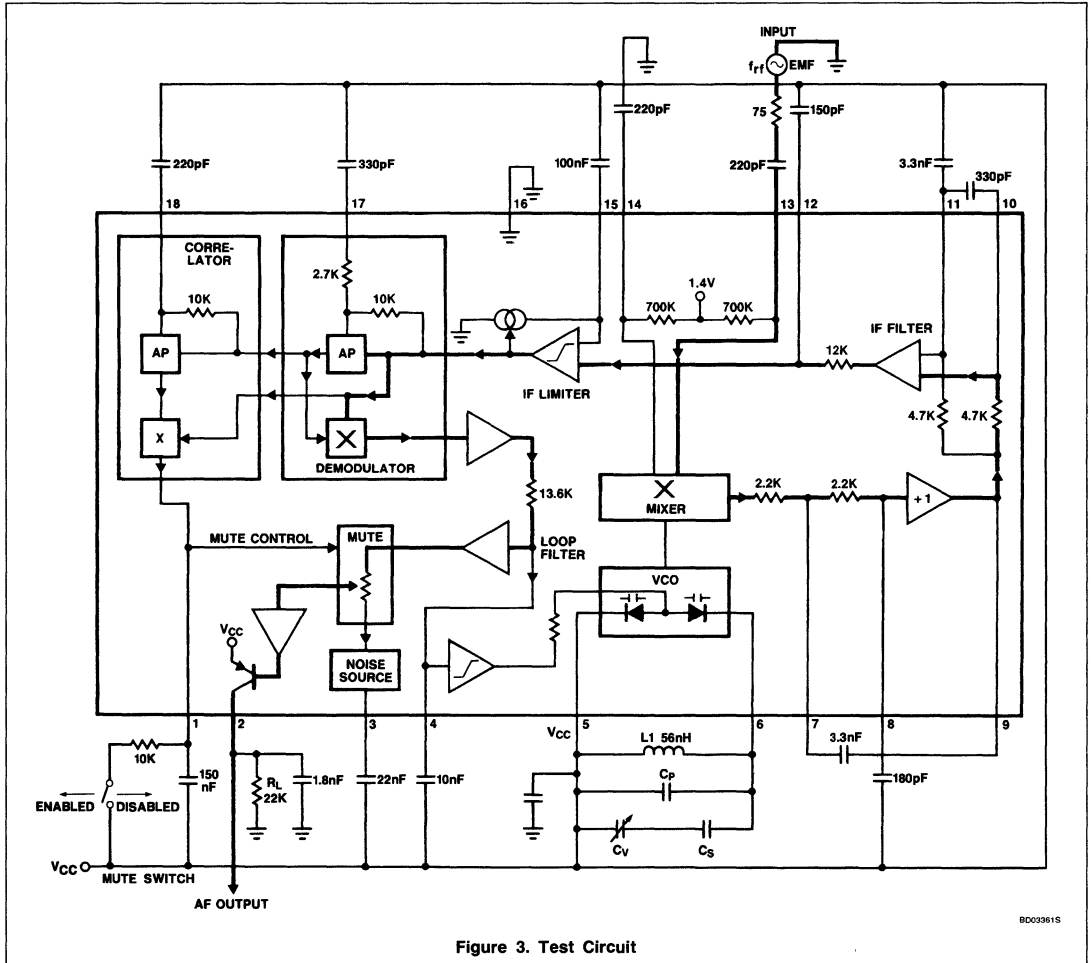 INPUT
frf EMF
220pF
75
150pF
220pF
330pF
100nF
220pF
3.3nF
330pF
18
17
16
15
14
13
12
11
10
CORRE-
LATOR
2.7K
1.4V
10K
10K
700K
700K
IF FILTER
AP
AP
12K
IF LIMITER
4.7K
4.7K
X
X
DEMODULATOR
X
MIXER
2.2K
2.2K
+1
13.6K
MUTE CONTROL
MUTE
LOOP
FILTER
VCO
VCC
NOISE
SOURCE
1
2
3
4
5
6
7
8
9
VCC
L1 56nH
3.3nF
10K
150
nF
RL
22K
1.8nF
22nF
10nF
CP
180pF
ENABLED
DISABLED
CV
CS
VCC
MUTE SWITCH
AF OUTPUT
BD03361S
Figure 3. Test Circuit